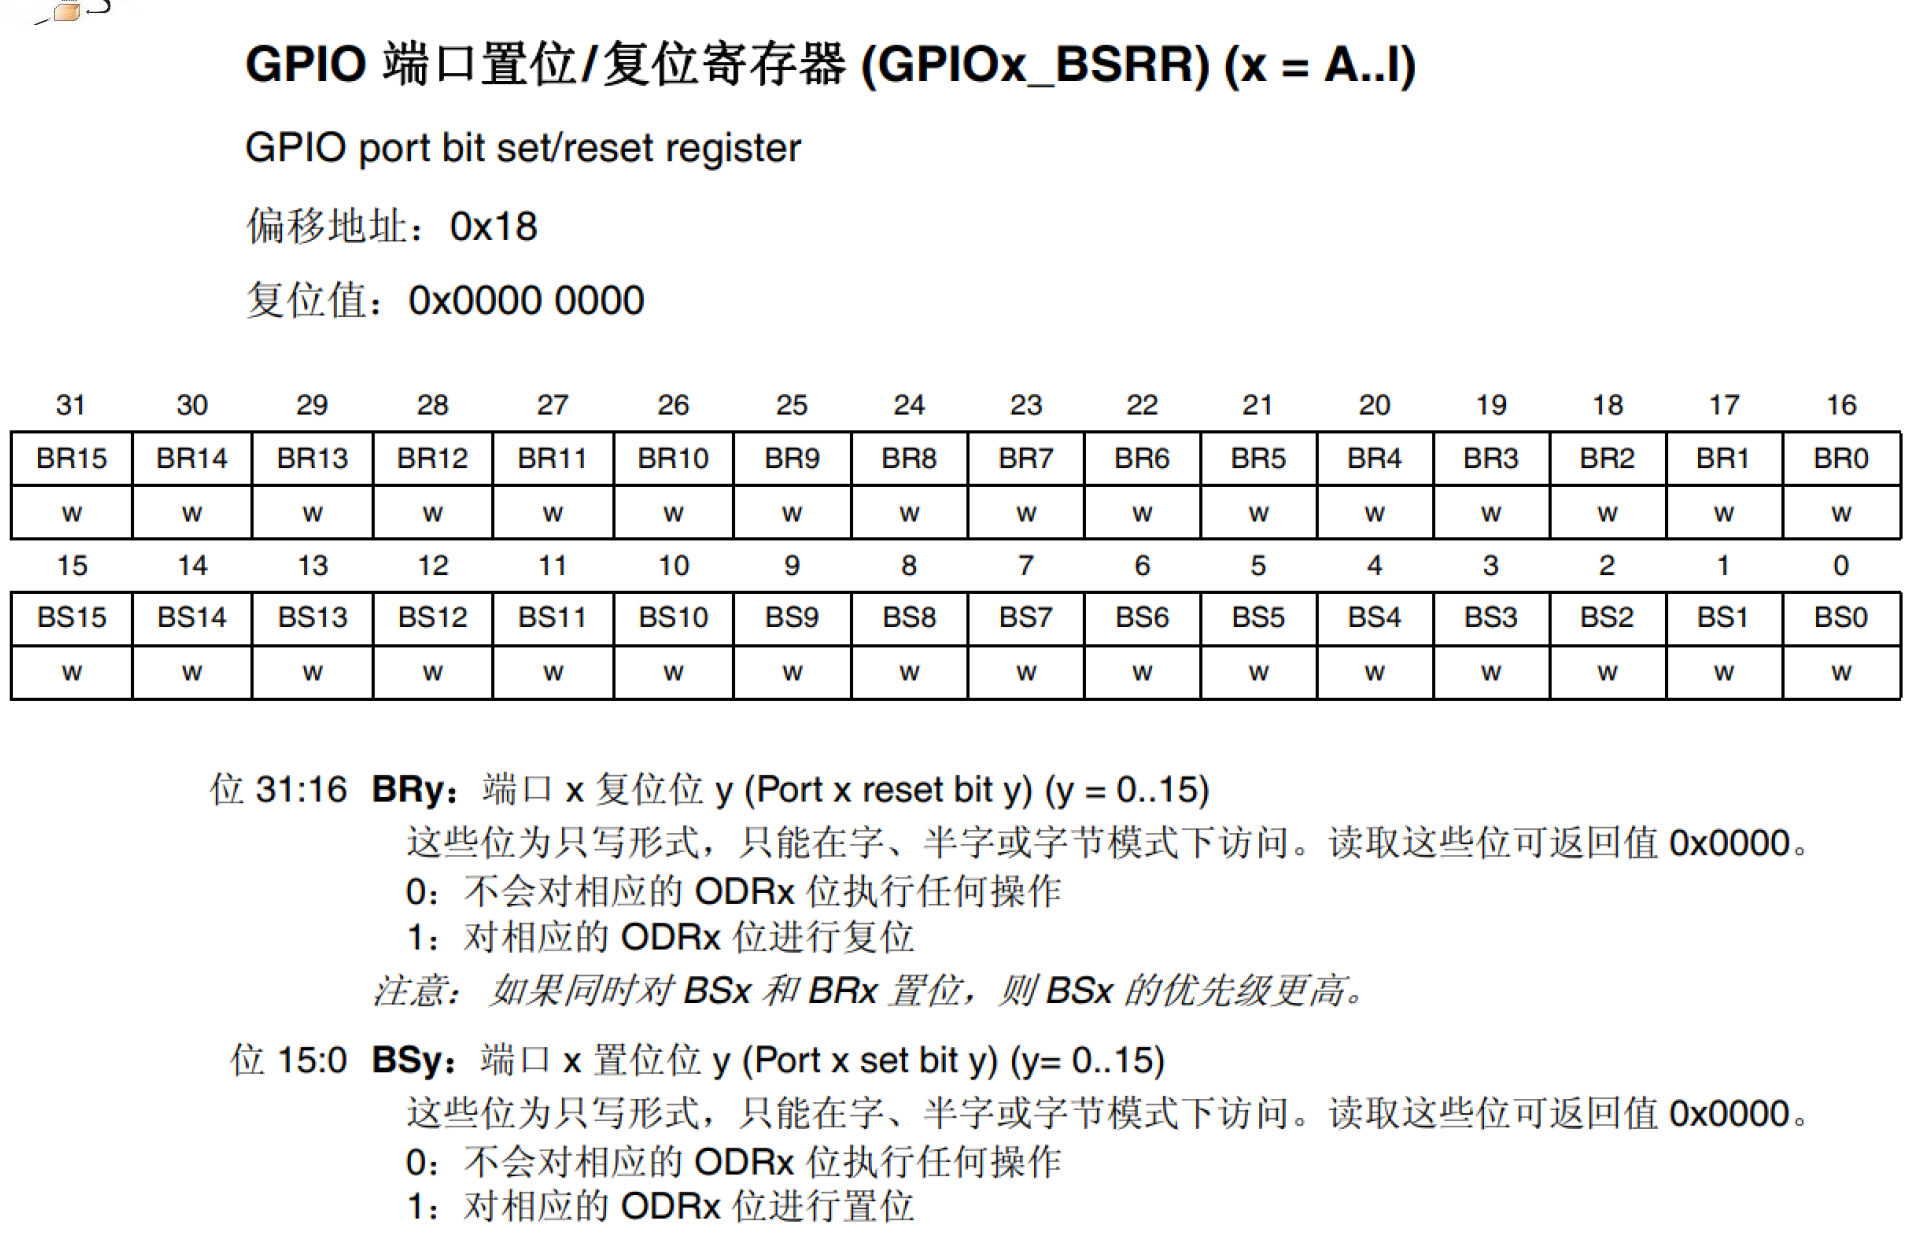 GPIO 端口置位/复位寄存器 (GPIOx_BSRR) (x = A..I)
GPIO port bit set/reset register
偏移地址：0x18
复位值：0x0000 0000
31 30 29 28 27 26 25 24 23 22 21 20 19 18 17 16
BR15 BR14 BR13 BR12 BR11 BR10 BR9 BR8 BR7 BR6 BR5 BR4 BR3 BR2 BR1 BR0
w w w w w w w w w w w w w w w w
15 14 13 12 11 10 9 8 7 6 5 4 3 2 1 0
BS15 BS14 BS13 BS12 BS11 BS10 BS9 BS8 BS7 BS6 BS5 BS4 BS3 BS2 BS1 BS0
w w w w w w w w w w w w w w w w
位 31:16 BRy：端口 x 复位位 y (Port x reset bit y) (y = 0..15)
这些位为只写形式，只能在字、半字或字节模式下访问。读取这些位可返回值 0x0000。
0：不会对相应的 ODRx 位执行任何操作
1：对相应的 ODRx 位进行复位
注意：如果同时对 BSx 和 BRx 置位，则 BSx 的优先级更高。
位 15:0 BSy：端口 x 置位位 y (Port x set bit y) (y= 0..15)
这些位为只写形式，只能在字、半字或字节模式下访问。读取这些位可返回值 0x0000。
0：不会对相应的 ODRx 位执行任何操作
1：对相应的 ODRx 位进行置位